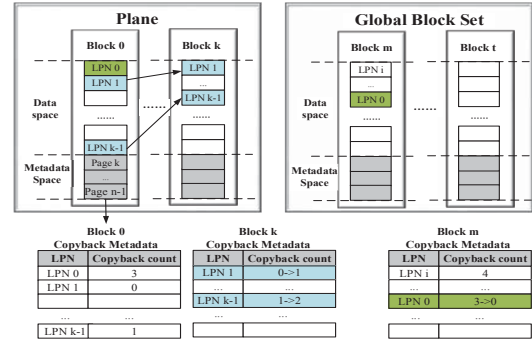 Plane
Global Block Set
Block 0
Block k
Block m
Block t
Data space
Metadata Space
LPN 0
LPN 1
......
LPN k-1
Page k
...
Page n-1
LPN 1
...
LPN k-1
......
......
Data space
Metadata Space
LPN i
...
LPN 0
......
......
......
Block 0
Copyback Metadata
LPN Copyback count
LPN 0 3
LPN 1 0
... ...
LPN k-1 1
Block k
Copyback Metadata
LPN Copyback count
LPN 1 0->1
... ...
LPN k-1 1->2
... ...
Block m
Copyback Metadata
LPN Copyback count
LPN i 4
... ...
LPN 0 3->0
... ...